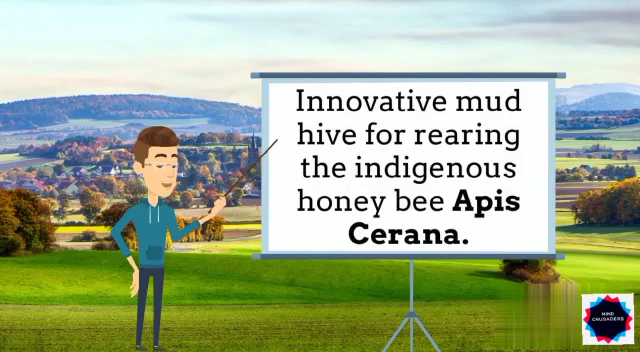 Innovative mud
hive for rearing
the indigenous
honey bee Apis
Cerana.
MIND
CRUSADERS